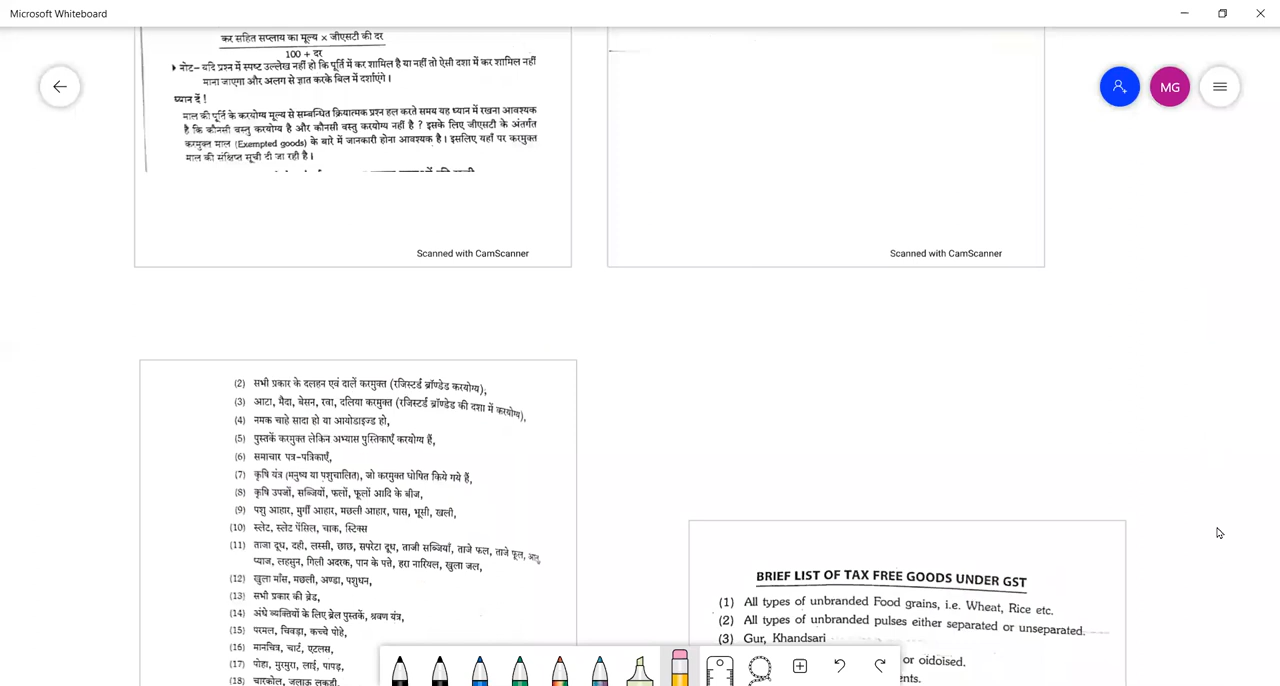 Microsoft Whiteboard
कर सहित सप्लाय का मूल्य × जीएसटी की दर
100 + दर
नोट– यदि प्रश्न में स्पष्ट उल्लेख नहीं हो कि पूर्ति में कर शामिल है या नहीं तो ऐसी दशा में कर शामिल नहीं
माना जाएगा और अलग से ज्ञात करके बिल में दर्शाएंगे।
ध्यान दें!
माल की पूर्ति के करयोग्य मूल्य से सम्बन्धित क्रियात्मक प्रश्न हल करते समय यह ध्यान में रखना आवश्यक
है कि कौनसी वस्तु करयोग्य है और कौनसी वस्तु करयोग्य नहीं है ? इसके लिए जीएसटी के अंतर्गत
करमुक्त माल (Exempted goods) के बारे में जानकारी होना आवश्यक है। इसलिए यहाँ पर करमुक्त
माल की संक्षिप्त सूची दी जा रही है।
Scanned with CamScanner
Scanned with CamScanner
MG
(2) सभी प्रकार के दलहन एवं दालें करमुक्त (रजिस्टर्ड ब्रॉण्डेड करयोग्य),
(3) आटा, मैदा, बेसन, रवा, दलिया करमुक्त (रजिस्टर्ड ब्रॉण्डेड की दशा में करयोग्य),
(4) नमक चाहे सादा हो या आयोडाइज्ड हो,
(5) पुस्तकें करमुक्त लेकिन अभ्यास पुस्तिकाएँ करयोग्य हैं,
(6) समाचार पत्र-पत्रिकाएँ,
(7) कृषि यंत्र (मनुष्य या पशुचालित), जो करमुक्त घोषित किये गये हैं,
(8) कृषि उपजों, सब्जियों, फलों, फूलों आदि के बीज,
(9) पशु आहार, मुर्गी आहार, मछली आहार, घास, भूसी, खली,
(10) स्लेट, स्लेट पेंसिल, चाक, स्टिक्स
(11) ताजा दूध, दही, लस्सी, छाछ, सपरेटा दूध, ताजी सब्जियाँ, ताजे फल, ताजे फूल, आलू
प्याज, लहसुन, गिली अदरक, पान के पत्ते, हरा नारियल, खुला जल,
(12) खुला माँस, मछली, अण्डा, पशुधन,
(13) सभी प्रकार की ब्रेड,
(14) अंधे व्यक्तियों के लिए ब्रेल पुस्तकें, श्रवण यंत्र,
(15) परमल, चिवड़ा, कच्चे पोहे,
(16) मानचित्र, चार्ट, एटलस,
(17) पोहा, मुरमुरा, लाई, पापड़,
(18) चारकोल, जलाऊ लकड़ी,
BRIEF LIST OF TAX FREE GOODS UNDER GST
(1) All types of unbranded Food grains, i.e. Wheat, Rice etc.
(2) All types of unbranded pulses either separated or unseparated.
(3) Gur, Khandsari
or oidoised.
ents.